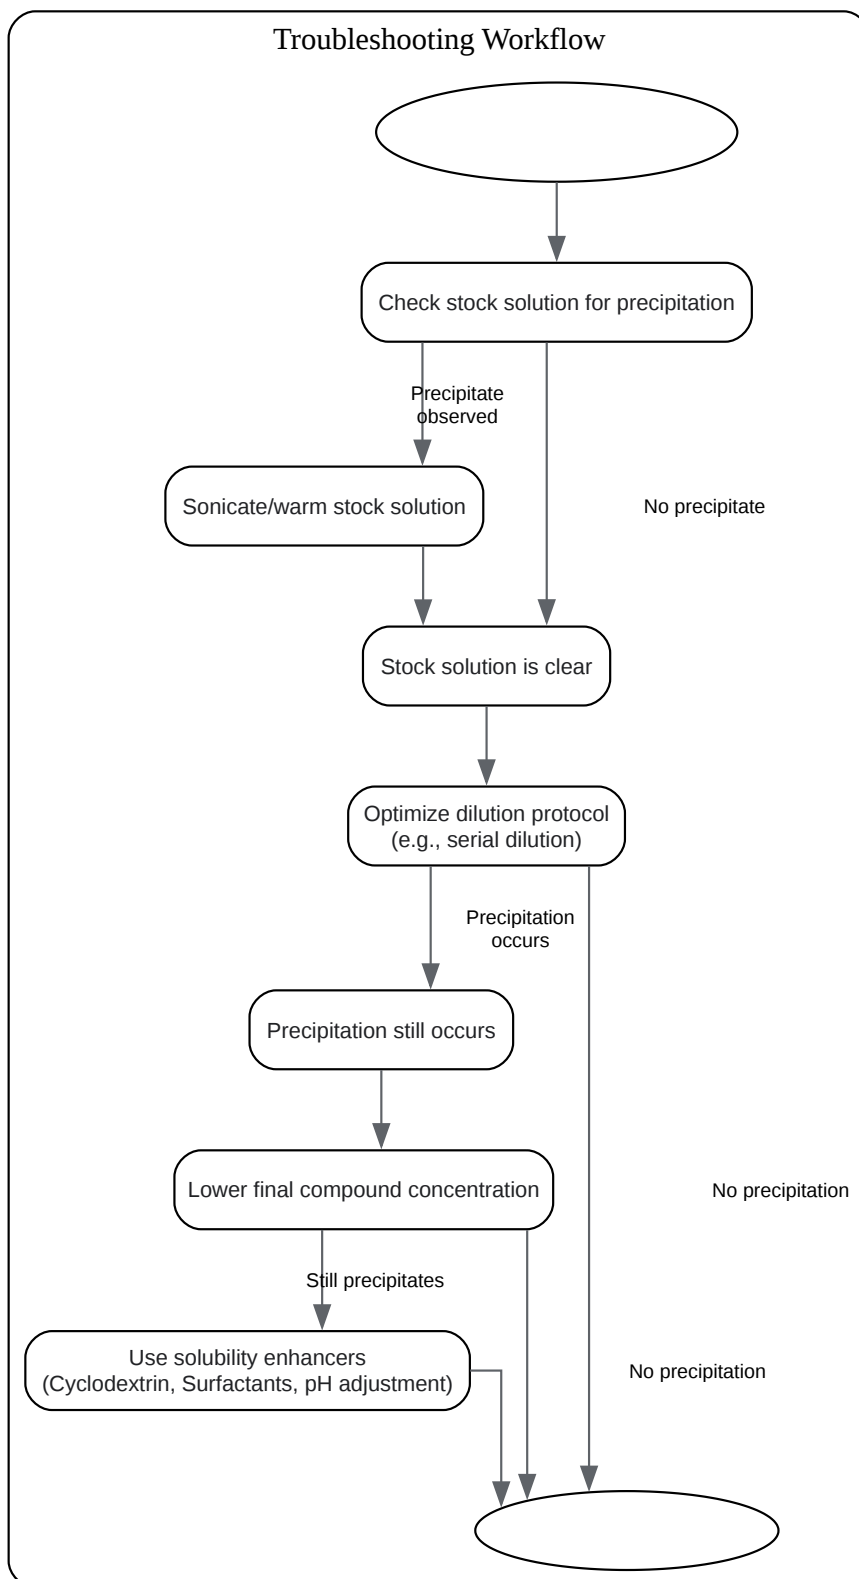 Troubleshooting Workflow
Check stock solution for precipitation
Precipitate
observed
Sonicate/warm stock solution
No precipitate
Stock solution is clear
Optimize dilution protocol
(e.g., serial dilution)
Precipitation
occurs
Precipitation still occurs
Lower final compound concentration
No precipitation
Still precipitates
Use solubility enhancers
(Cyclodextrin, Surfactants, pH adjustment)
No precipitation